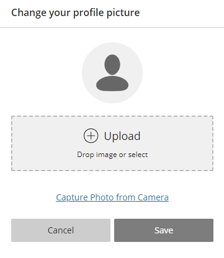 Change your profile picture
Upload
Drop image or select
Capture Photo from Camera
Cancel
Save